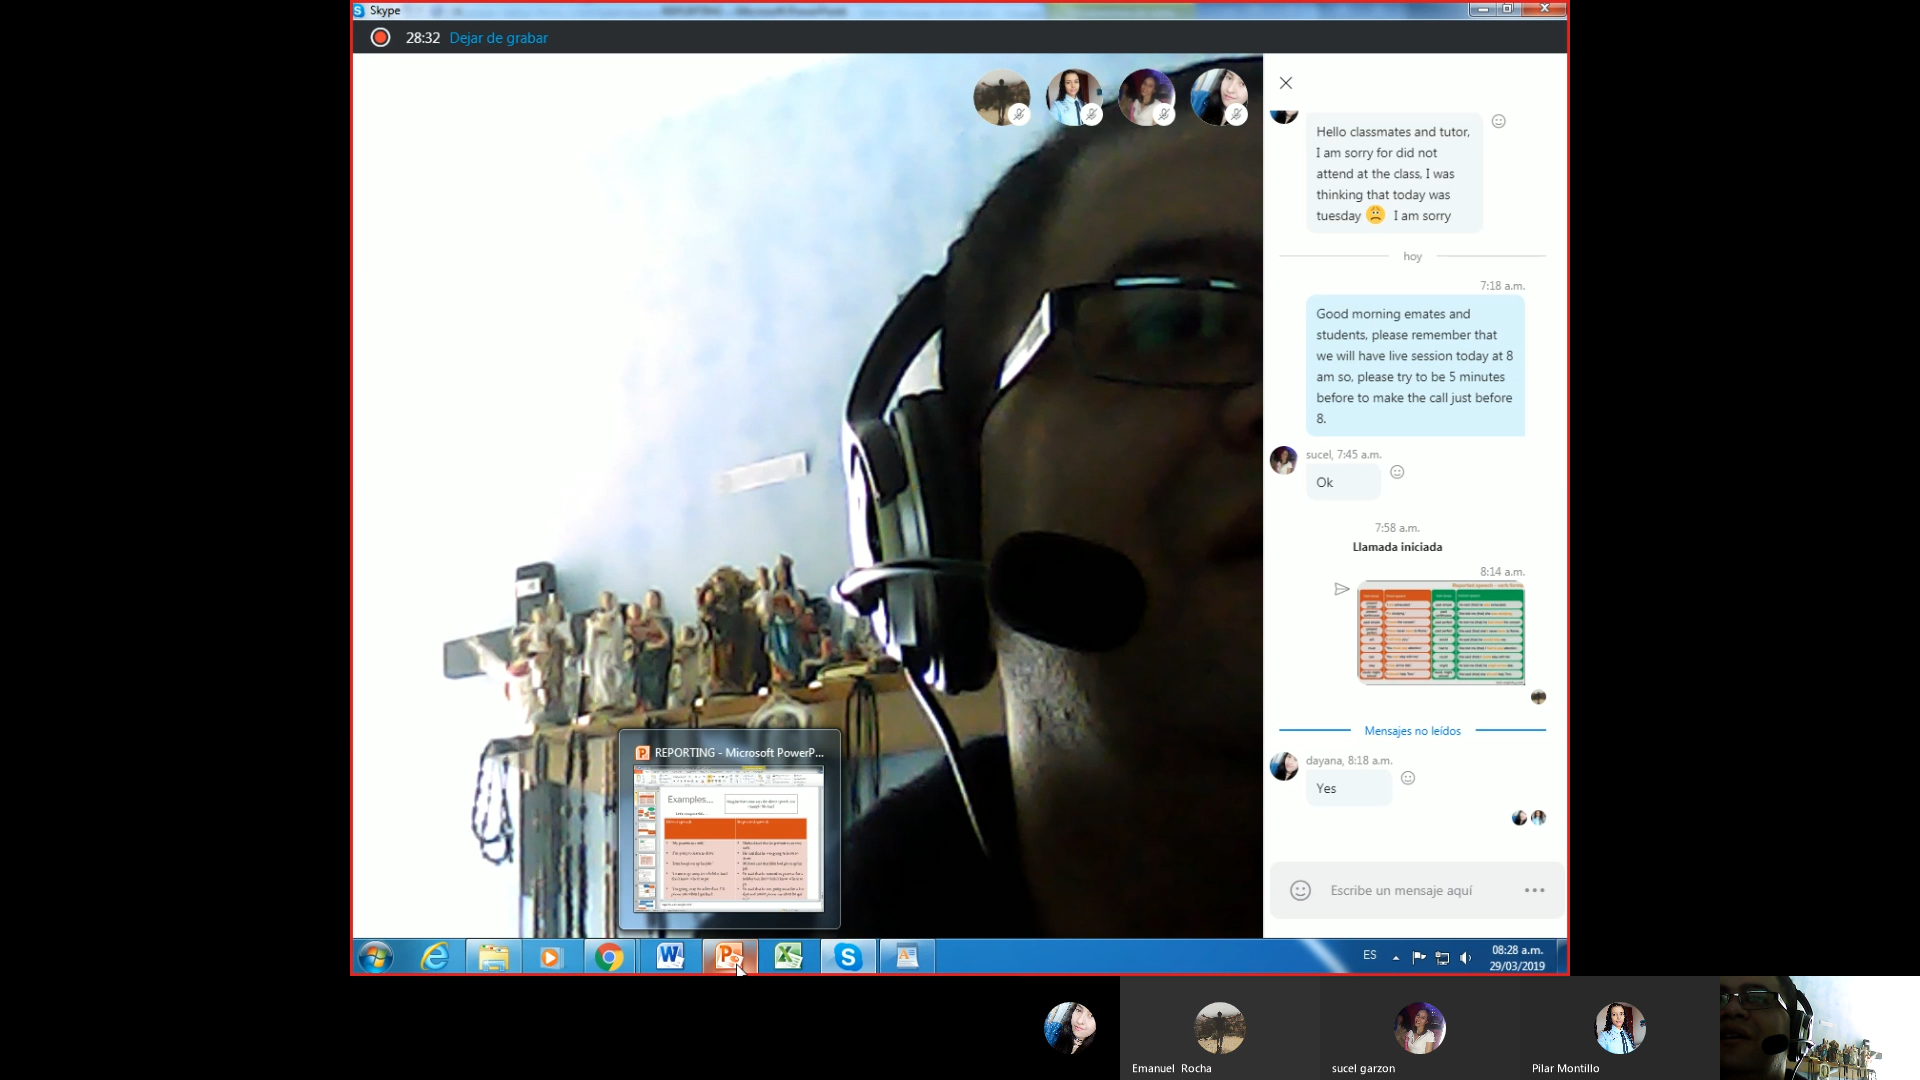 Skype
28:32 Dejar de grabar
Hello classmates and tutor,
I am sorry for did not
attend at the class, I was
thinking that today was
tuesday I am sorry
hoy
7:18 a.m.
Good morning emates and
students, please remember that
we will have live session today at 8
am so, please try to be 5 minutes
before to make the call just before
8.
sucel, 7:45 a.m.
Ok
7:58 a.m.
Llamada iniciada
8:14 a.m.
Mensajes no leídos
dayana, 8:18 a.m.
Yes
Escribe un mensaje aquí
REPORTING - Microsoft PowerP...
Examples...
ES
08:28 a.m.
29/03/2019
Emanuel Rocha
sucel garzon
Pilar Montillo